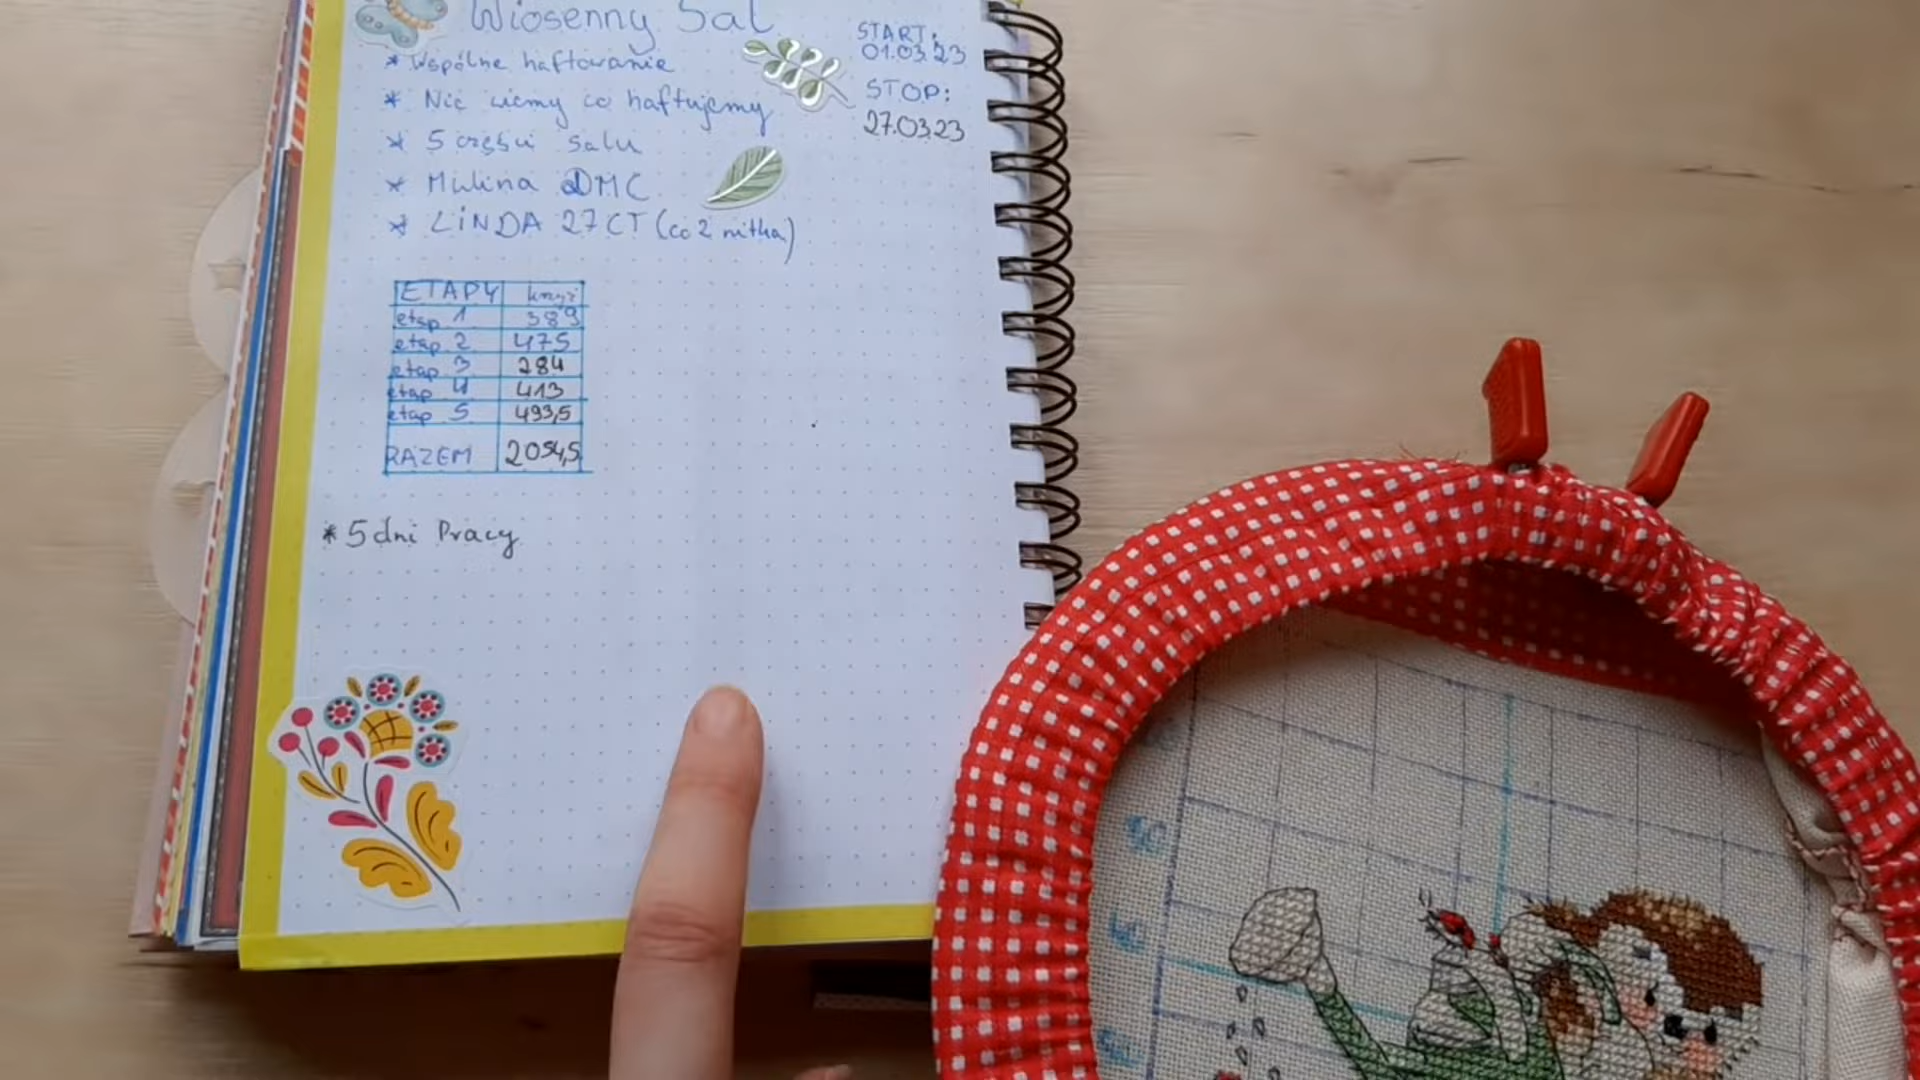 Wiosenny Sal
START:
01.03.23
STOP:
27.03.23
* Wspólne haftowanie
* Nie wiemy co haftujemy
* 5 części Salu
* Mulina DMC
* LINDA 27CT (co 2 nitka)
ETAPY krzyż
etap 1 389
etap 2 475
etap 3 284
etap 4 413
etap 5 493,5
RAZEM 2054,5
* 5 dni Pracy